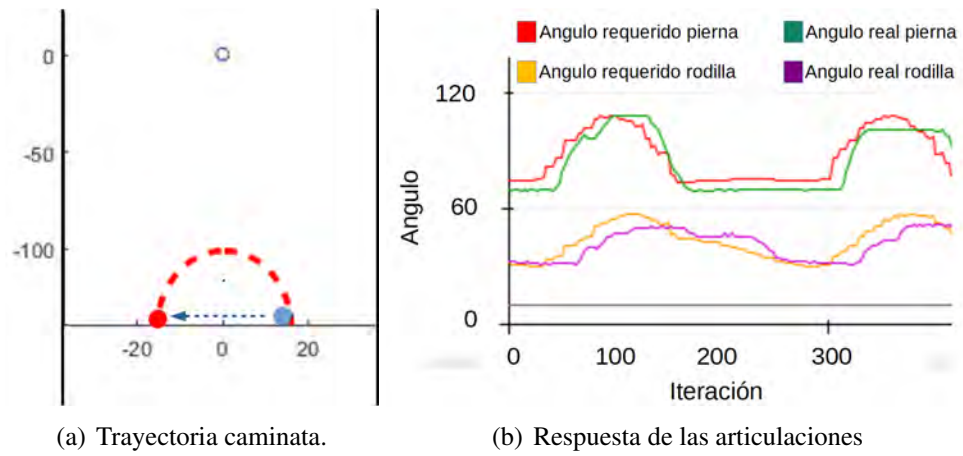 0
-50
-100
-20 0 20
Angulo requerido pierna
Angulo real pierna
Angulo requerido rodilla
Angulo real rodilla
120
60
0
Angulo
0 100 200 300
Iteración
(a) Trayectoria caminata.
(b) Respuesta de las articulaciones